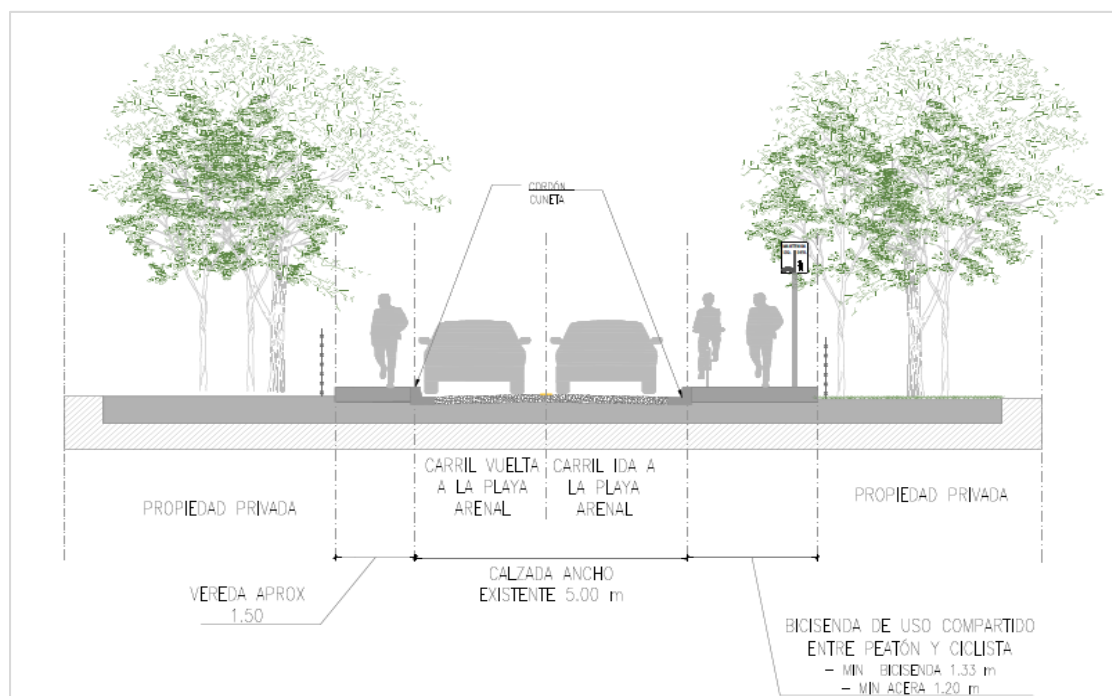 CORDÓN
CUNETA
CARRIL VUELTA
A LA PLAYA
ARENAL
CARRIL IDA A
LA PLAYA
ARENAL
PROPIEDAD PRIVADA
PROPIEDAD PRIVADA
VEREDA APROX
1.50
CALZADA ANCHO
EXISTENTE 5.00 m
BICISENDA DE USO COMPARTIDO
ENTRE PEATÓN Y CICLISTA
- MIN BICISENDA 1.33 m
- MIN ACERA 1.20 m